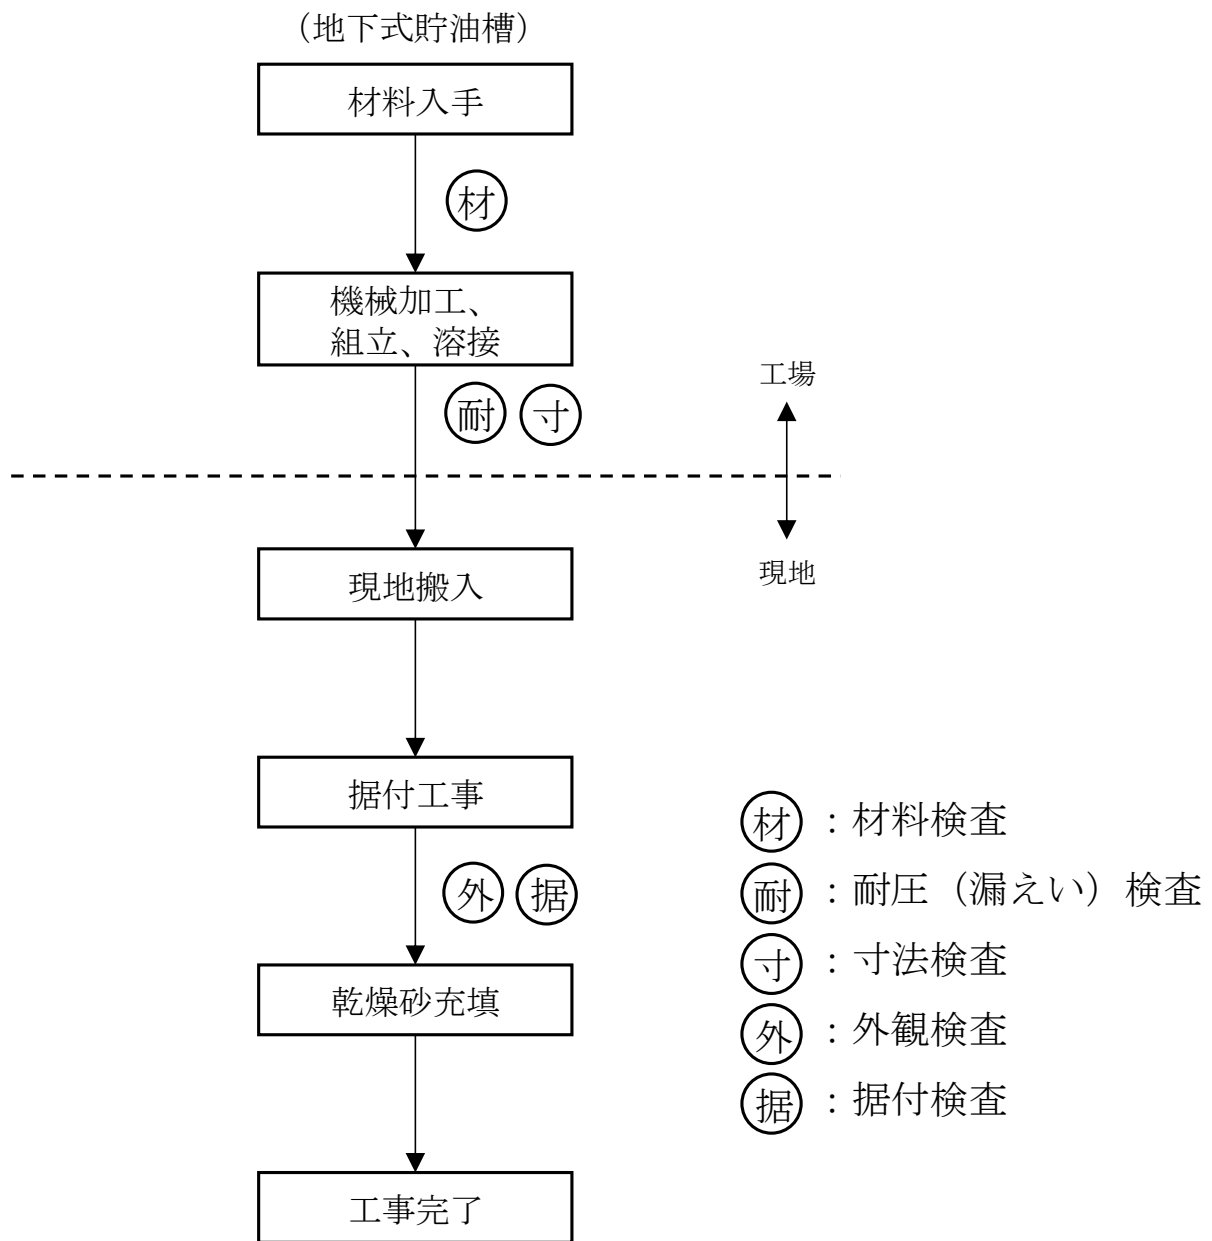 （地下式貯油槽）
材料入手
材
機械加工、
組立、溶接
耐 寸
工場
現地
現地搬入
据付工事
外 据
乾燥砂充填
工事完了
材：材料検査
耐：耐圧（漏えい）検査
寸：寸法検査
外：外観検査
据：据付検査